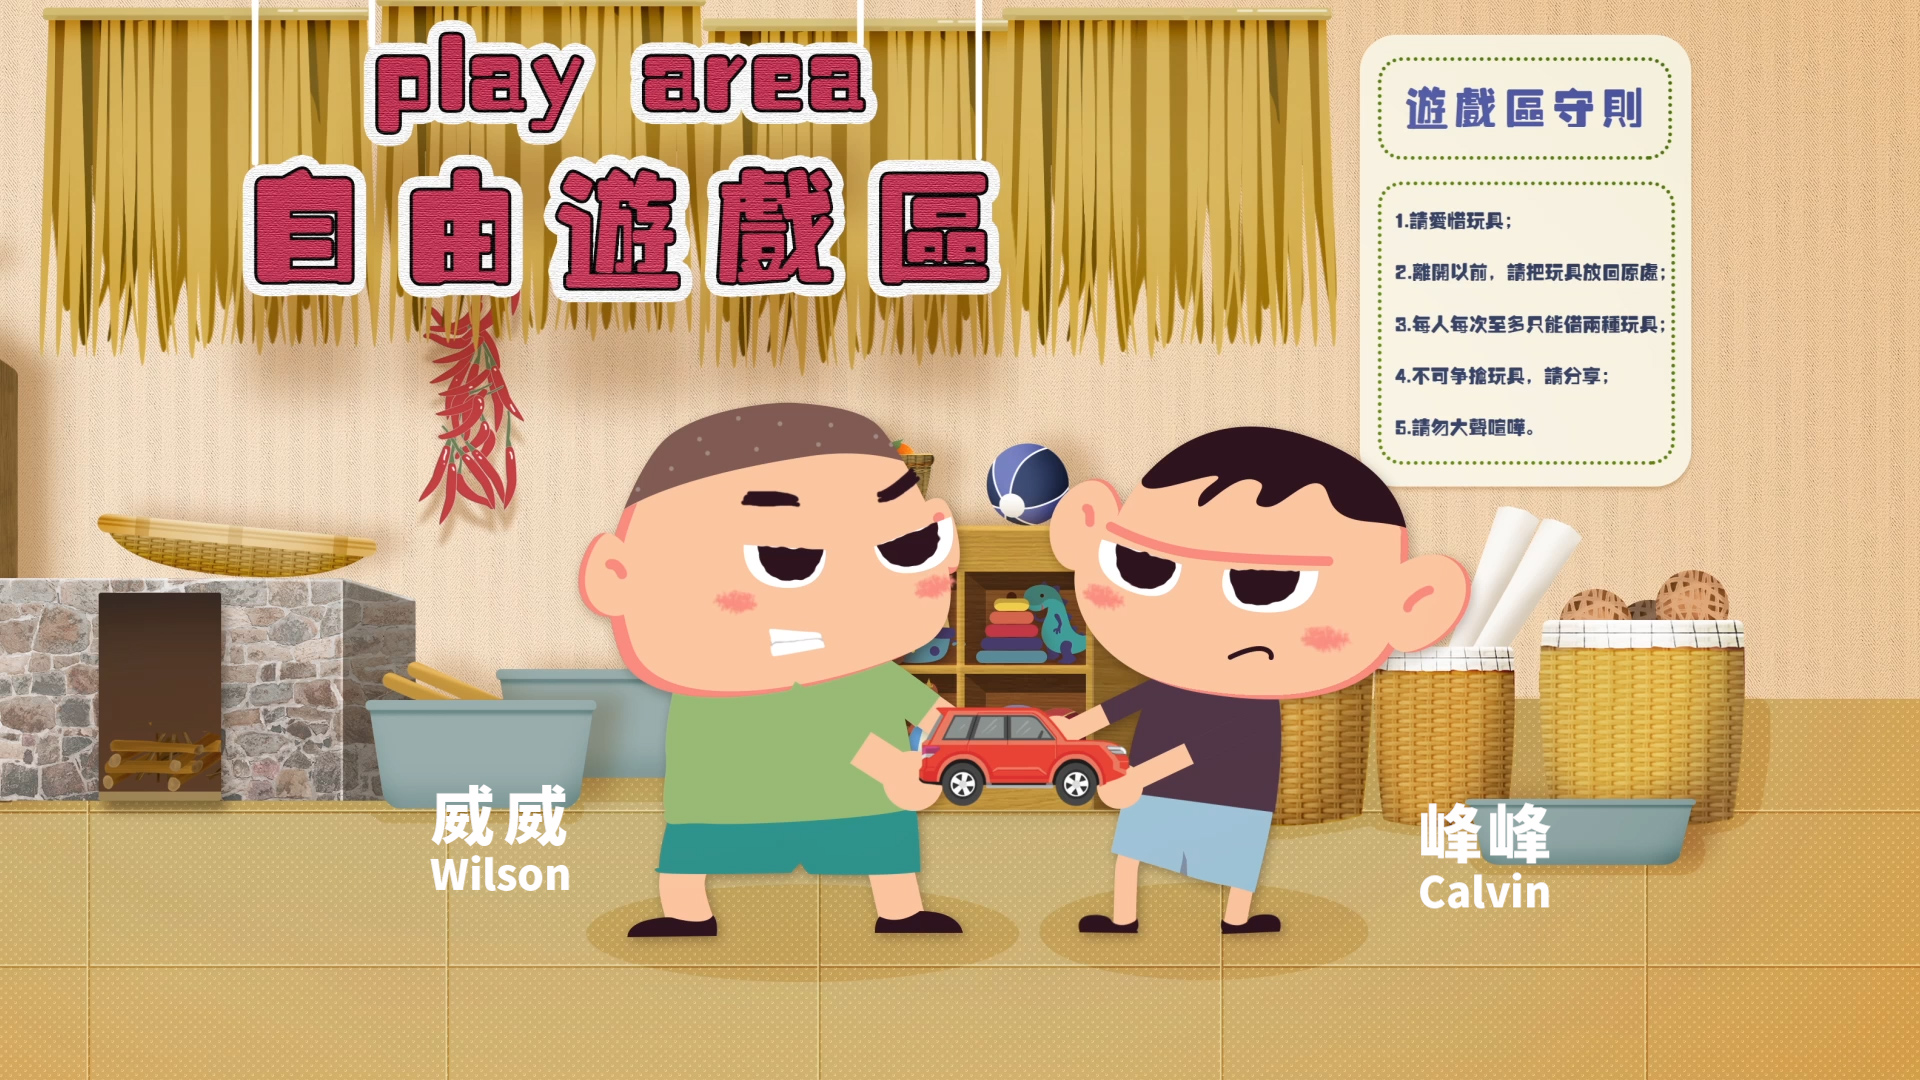 play area
自由遊戲區
遊戲區守則
1.請愛惜玩具;
2.離開以前，請把玩具放回原處;
3.每人每次至多只能借兩種玩具;
4.不可争搶玩具，請分享;
5.請勿大聲喧嘩。
威威
Wilson
峰峰
Calvin